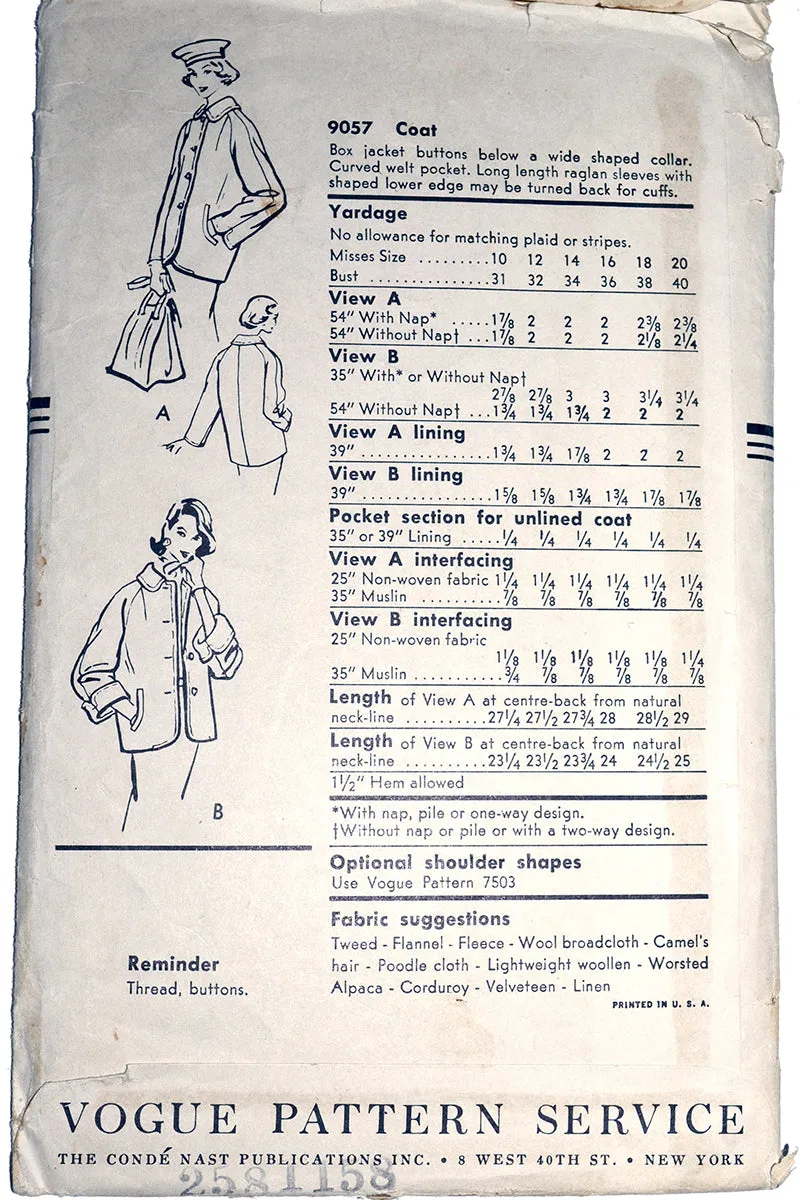 9057 Coat
Box jacket buttons below a wide shaped collar.
Curved welt pocket. Long length raglan sleeves with
shaped lower edge may be turned back for cuffs.
Yardage
No allowance for matching plaid or stripes.
Misses Size .........10 12 14 16 18 20
Bust ...............31 32 34 36 38 40
View A
54" With Nap* .....1⅞ 2 2 2 2⅜ 2⅜
54" Without Nap† ...1⅞ 2 2 2 2⅛ 2¼
View B
35" With* or Without Nap†
2⅞ 2⅞ 3 3 3¼ 3¼
54" Without Nap† ...1¾ 1¾ 1¾ 2 2 2
View A lining
39" ................1¾ 1¾ 1⅞ 2 2 2
View B lining
39" ................1⅝ 1⅝ 1¾ 1¾ 1⅞ 1⅞
Pocket section for unlined coat
35" or 39" Lining .....¼ ¼ ¼ ¼ ¼ ¼
View A interfacing
25" Non-woven fabric 1¼ 1¼ 1¼ 1¼ 1¼ 1¼
35" Muslin ..........⅞ ⅞ ⅞ ⅞ ⅞ ⅞
View B interfacing
25" Non-woven fabric
1⅛ 1⅛ 1⅛ 1⅛ 1⅛ 1¼
35" Muslin ...........¾ ⅞ ⅞ ⅞ ⅞ ⅞
Length of View A at centre-back from natural
neck-line ..........27¼ 27½ 27¾ 28 28½ 29
Length of View B at centre-back from natural
neck-line ..........23¼ 23½ 23¾ 24 24½ 25
1½" Hem allowed
*With nap, pile or one-way design.
†Without nap or pile or with a two-way design.
Optional shoulder shapes
Use Vogue Pattern 7503
Fabric suggestions
Tweed - Flannel - Fleece - Wool broadcloth - Camel's
hair - Poodle cloth - Lightweight woollen - Worsted
Alpaca - Corduroy - Velveteen - Linen
PRINTED IN U. S. A.
A
B
Reminder
Thread, buttons.
VOGUE PATTERN SERVICE
THE CONDÉ NAST PUBLICATIONS INC. • 8 WEST 40TH ST. • NEW YORK
2581158